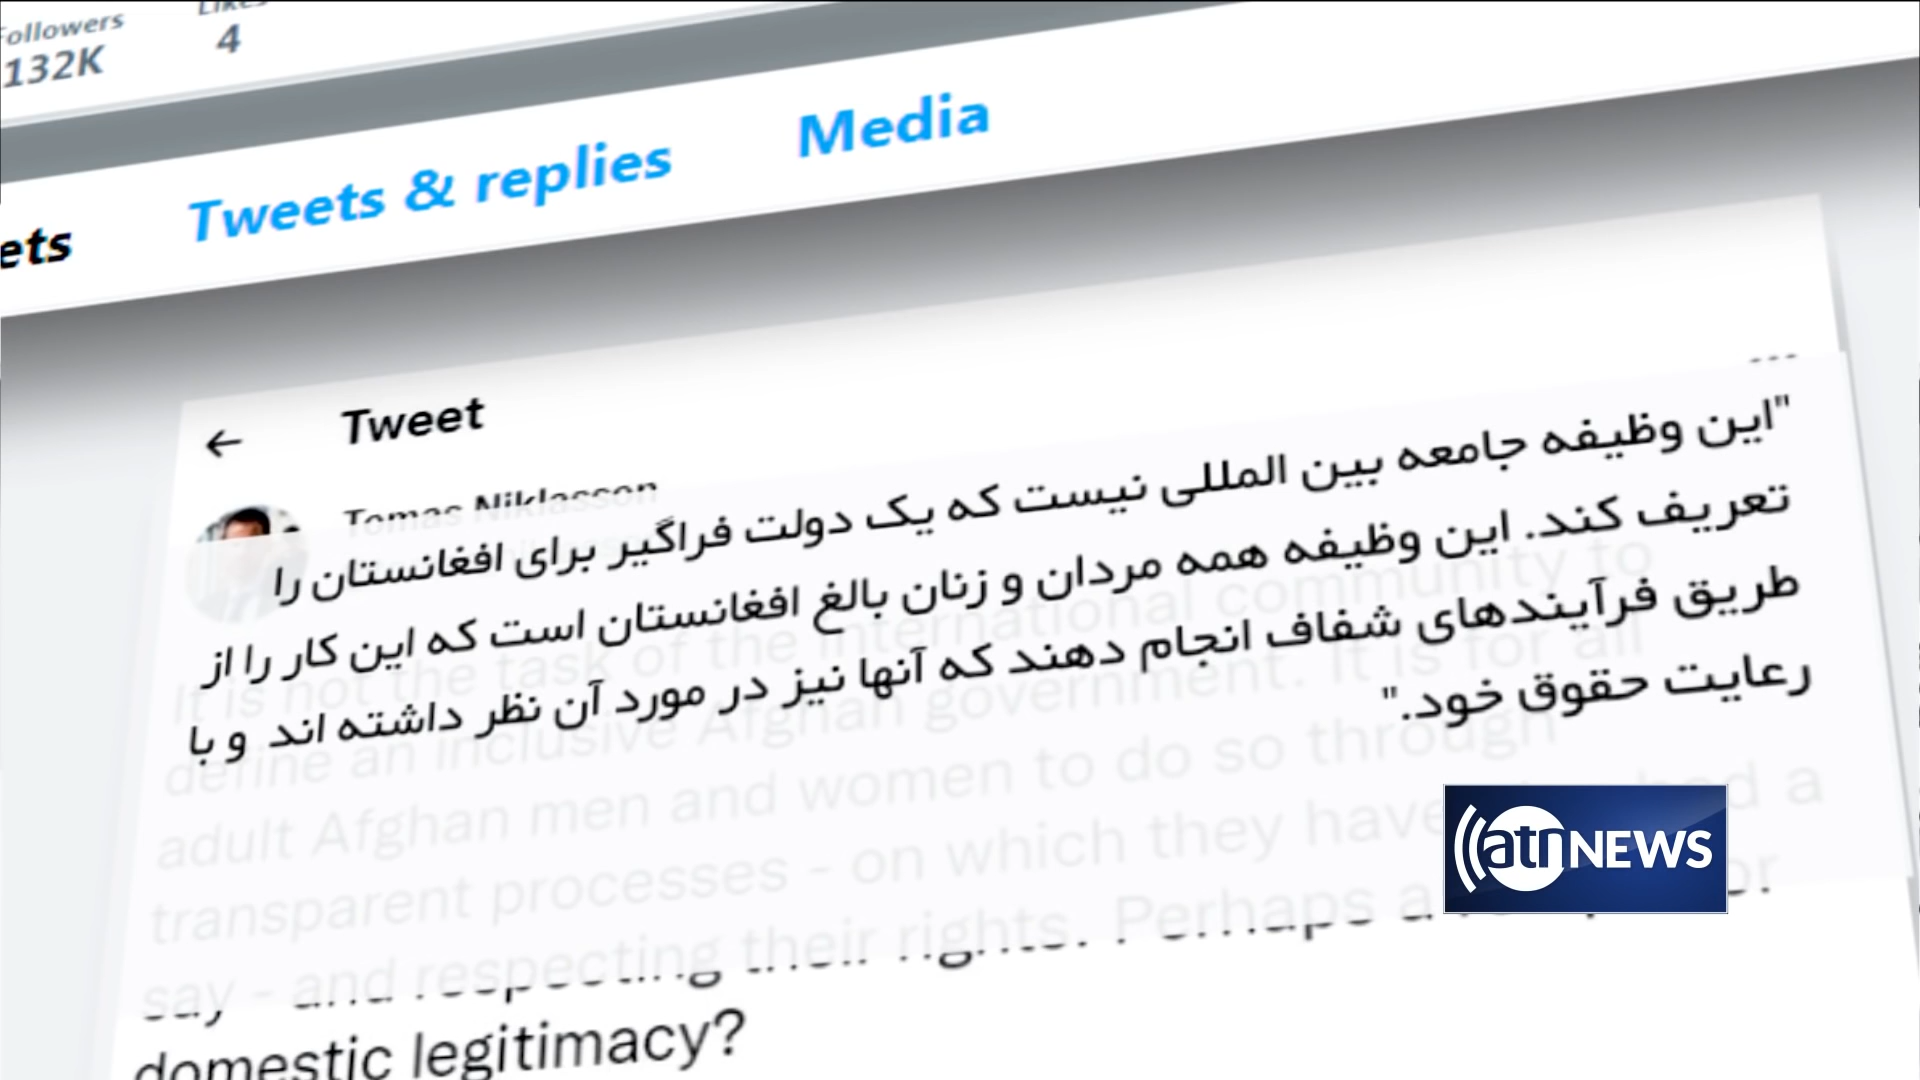 Followers
132K
Likes
4
ets
Tweets & replies
Media
Tweet
Tomas Niklasson
"این وظیفه جامعه بین المللی نیست که یک دولت فراگیر برای افغانستان را
تعریف کند. این وظیفه همه مردان و زنان بالغ افغانستان است که این کار را از
طریق فرآیندهای شفاف انجام دهند که آنها نیز در مورد آن نظر داشته اند و با
رعایت حقوق خود."
It is not the task of the international community to
define an inclusive Afghan government. It is for all
adult Afghan men and women to do so through
transparent processes - on which they have had a
say - and respecting their rights. Perhaps a
domestic legitimacy?
atn NEWS